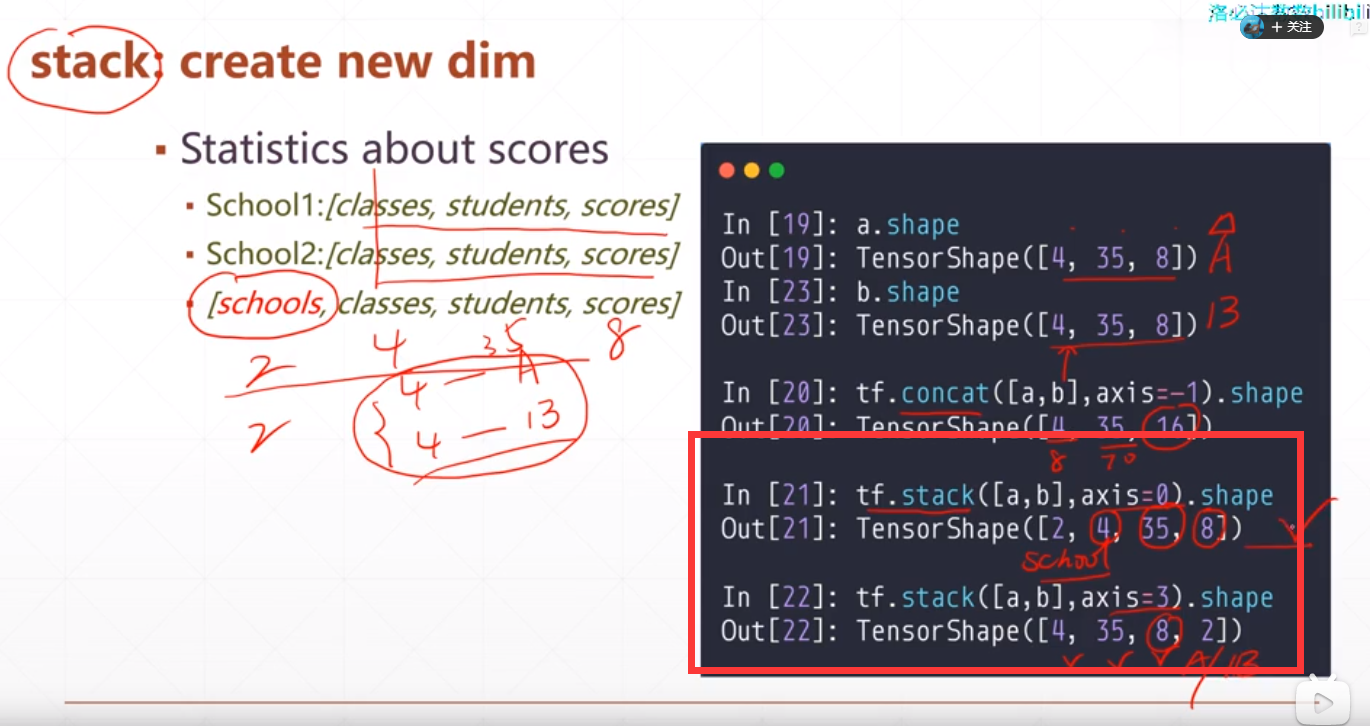 + 关注
stack: create new dim
Statistics about scores
School1:[classes, students, scores]
School2:[classes, students, scores]
[schools, classes, students, scores]
2 4 35 8
2 4 — A
4 — 13
In [19]: a.shape
Out[19]: TensorShape([4, 35, 8]) A
In [23]: b.shape
Out[23]: TensorShape([4, 35, 8]) 13
In [20]: tf.concat([a,b],axis=-1).shape
Out[20]: TensorShape([4, 35, 16])
8 70
In [21]: tf.stack([a,b],axis=0).shape
Out[21]: TensorShape([2, 4, 35, 8])
school
In [22]: tf.stack([a,b],axis=3).shape
Out[22]: TensorShape([4, 35, 8, 2])
A/B